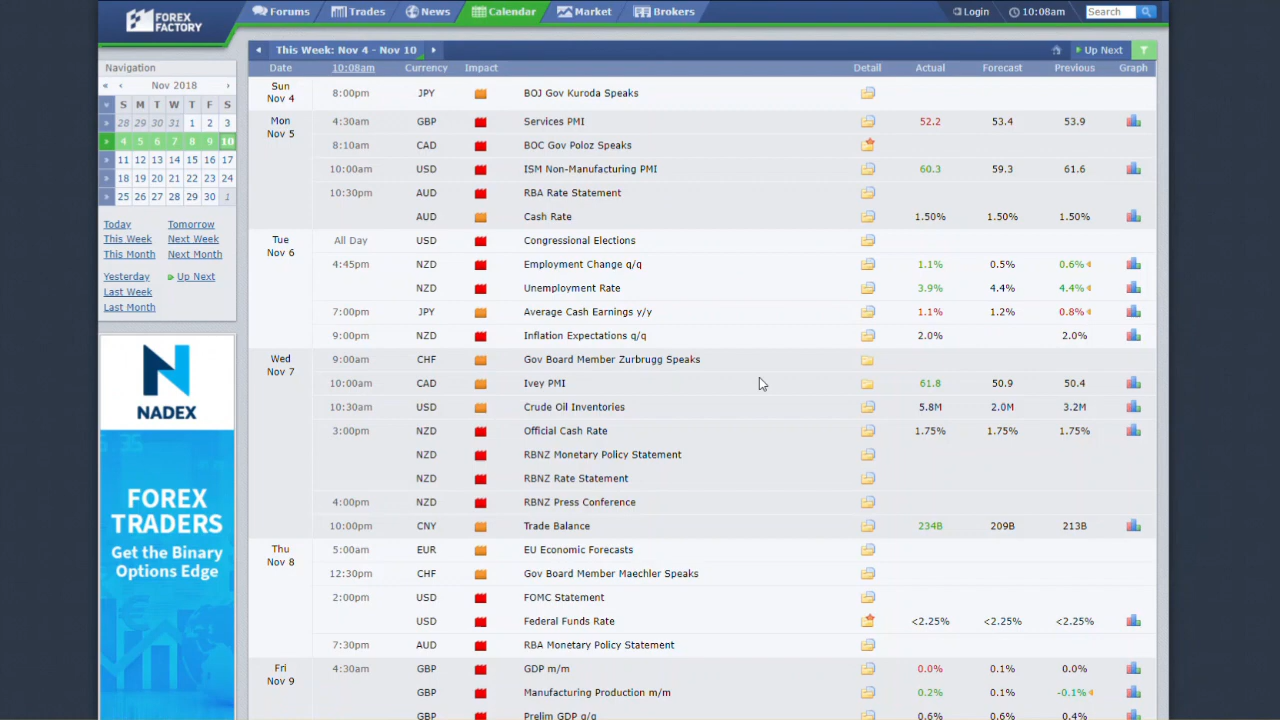 FOREX FACTORY
Forums Trades News Calendar Market Brokers Login 10:08am Search
This Week: Nov 4 - Nov 10 Up Next
Date 10:08am Currency Impact Detail Actual Forecast Previous Graph
Navigation
« ‹ Nov 2018 ›
S M T W T F S
28 29 30 31 1 2 3
4 5 6 7 8 9 10
11 12 13 14 15 16 17
18 19 20 21 22 23 24
25 26 27 28 29 30 1
Today Tomorrow
This Week Next Week
This Month Next Month
Yesterday Up Next
Last Week
Last Month
NADEX
FOREX
TRADERS
Get the Binary
Options Edge
Sun Nov 4 8:00pm JPY BOJ Gov Kuroda Speaks
Mon Nov 5 4:30am GBP Services PMI 52.2 53.4 53.9
8:10am CAD BOC Gov Poloz Speaks
10:00am USD ISM Non-Manufacturing PMI 60.3 59.3 61.6
10:30pm AUD RBA Rate Statement
AUD Cash Rate 1.50% 1.50% 1.50%
Tue Nov 6 All Day USD Congressional Elections
4:45pm NZD Employment Change q/q 1.1% 0.5% 0.6%
NZD Unemployment Rate 3.9% 4.4% 4.4%
7:00pm JPY Average Cash Earnings y/y 1.1% 1.2% 0.8%
9:00pm NZD Inflation Expectations q/q 2.0% 2.0%
Wed Nov 7 9:00am CHF Gov Board Member Zurbrugg Speaks
10:00am CAD Ivey PMI 61.8 50.9 50.4
10:30am USD Crude Oil Inventories 5.8M 2.0M 3.2M
3:00pm NZD Official Cash Rate 1.75% 1.75% 1.75%
NZD RBNZ Monetary Policy Statement
NZD RBNZ Rate Statement
4:00pm NZD RBNZ Press Conference
10:00pm CNY Trade Balance 234B 209B 213B
Thu Nov 8 5:00am EUR EU Economic Forecasts
12:30pm CHF Gov Board Member Maechler Speaks
2:00pm USD FOMC Statement
USD Federal Funds Rate <2.25% <2.25% <2.25%
7:30pm AUD RBA Monetary Policy Statement
Fri Nov 9 4:30am GBP GDP m/m 0.0% 0.1% 0.0%
GBP Manufacturing Production m/m 0.2% 0.1% -0.1%
GBP Prelim GDP q/q 0.6% 0.6% 0.4%